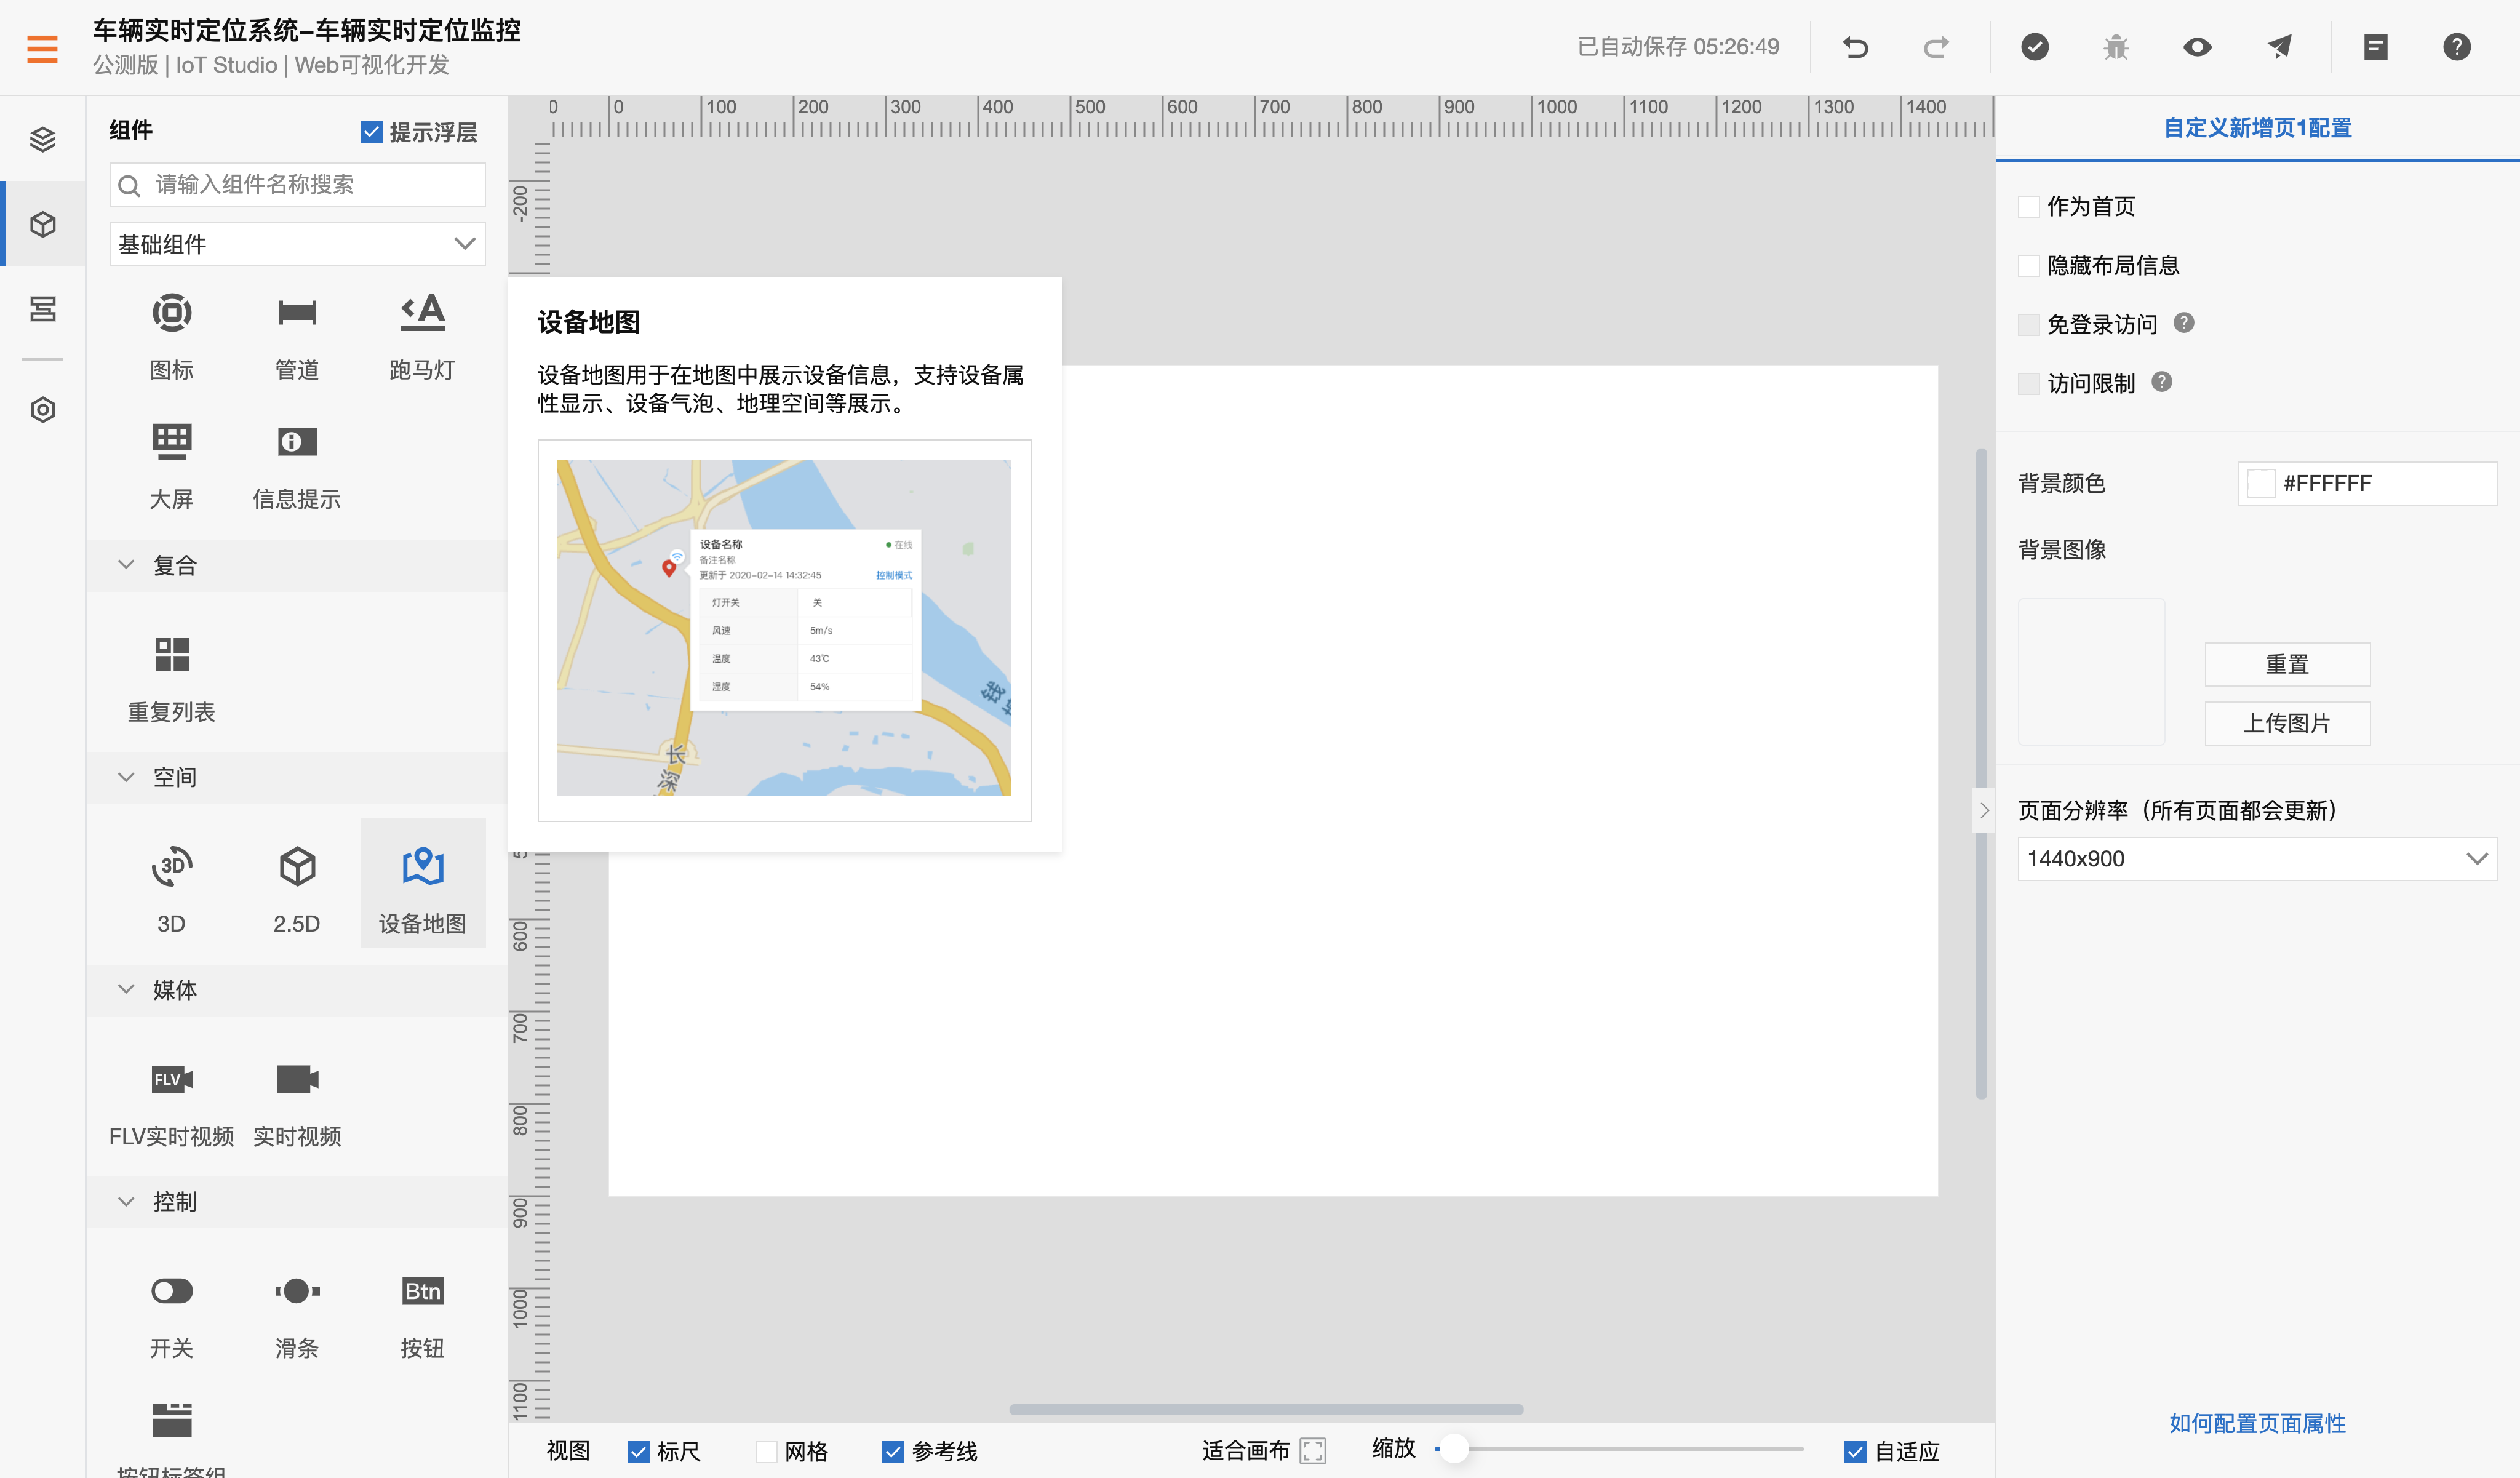 车辆实时定位系统–车辆实时定位监控
公测版 | IoT Studio | Web可视化开发
已自动保存 05:26:49
组件
提示浮层
请输入组件名称搜索
基础组件
图标
管道
跑马灯
大屏
信息提示
复合
重复列表
空间
3D
2.5D
设备地图
媒体
FLV
FLV实时视频
实时视频
控制
开关
滑条
Btn
按钮
按钮标签组
0 0 100 200 300 400 500 600 700 800 900 1000 1100 1200 1300 1400
-200
600
700
800
900
1000
1100
设备地图
设备地图用于在地图中展示设备信息，支持设备属
性显示、设备气泡、地理空间等展示。
设备名称
在线
备注名称
更新于 2020-02-14 14:32:45
控制模式
灯开关 关
风速 5m/s
温度 43℃
湿度 54%
长深
钱
视图
标尺
网格
参考线
适合画布
缩放
自适应
自定义新增页1配置
作为首页
隐藏布局信息
免登录访问
访问限制
背景颜色
#FFFFFF
背景图像
重置
上传图片
页面分辨率（所有页面都会更新）
1440x900
如何配置页面属性